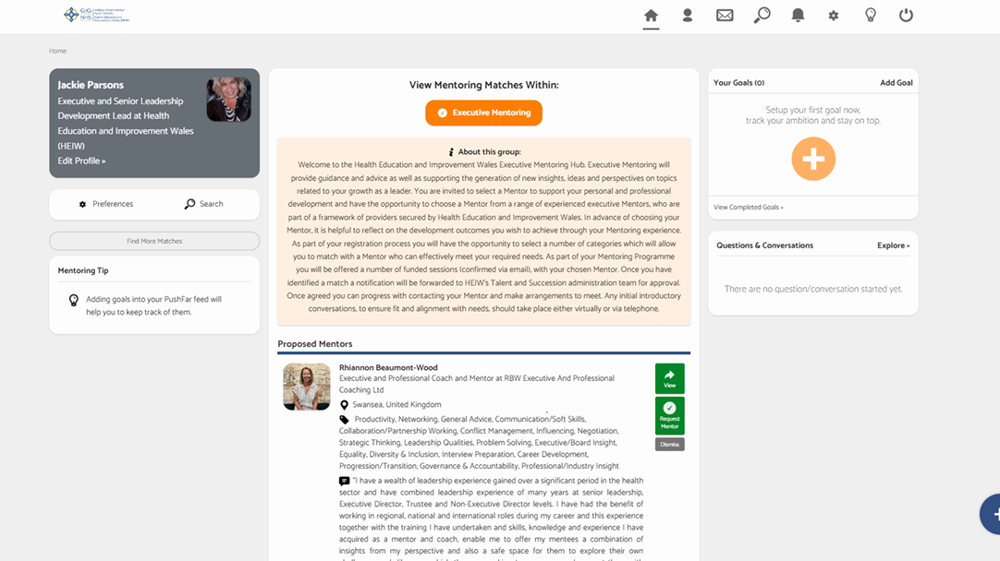 GIG
NHS
Home
Jackie Parsons
Executive and Senior Leadership
Development Lead at Health
Education and Improvement Wales
(HEIW)
Edit Profile »
Preferences
Search
Find More Matches
Mentoring Tip
Adding goals into your PushFar feed will
help you to keep track of them.
View Mentoring Matches Within:
Executive Mentoring
About this group:
Welcome to the Health Education and Improvement Wales Executive Mentoring Hub. Executive Mentoring will
provide guidance and advice as well as supporting the generation of new insights, ideas and perspectives on topics
related to your growth as a leader. You are invited to select a Mentor to support your personal and professional
development and have the opportunity to choose a Mentor from a range of experienced executive Mentors, who are
part of a framework of providers secured by Health Education and Improvement Wales. In advance of choosing your
Mentor, it is helpful to reflect on the development outcomes you wish to achieve through your Mentoring experience.
As part of your registration process you will have the opportunity to select a number of categories which will allow
you to match with a Mentor who can effectively meet your required needs. As part of your Mentoring Programme
you will be offered a number of funded sessions (confirmed via email), with your chosen Mentor. Once you have
identified a match a notification will be forwarded to HEIW's Talent and Succession administration team for approval.
Once agreed you can progress with contacting your Mentor and make arrangements to meet. Any initial introductory
conversations, to ensure fit and alignment with needs, should take place either virtually or via telephone.
Proposed Mentors
Rhiannon Beaumont-Wood
Executive and Professional Coach and Mentor at RBW Executive And Professional
Coaching Ltd
Swansea, United Kingdom
Productivity, Networking, General Advice, Communication/Soft Skills,
Collaboration/Partnership Working, Conflict Management, Influencing, Negotiation,
Strategic Thinking, Leadership Qualities, Problem Solving, Executive/Board Insight,
Equality, Diversity & Inclusion, Interview Preparation, Career Development,
Progression/Transition, Governance & Accountability, Professional/Industry Insight
"I have a wealth of leadership experience gained over a significant period in the health
sector and have combined leadership experience of many years at senior leadership,
Executive Director, Trustee and Non-Executive Director levels. I have had the benefit of
working in regional, national and international roles during my career and this experience
together with the training I have undertaken and skills, knowledge and experience I have
acquired as a mentor and coach, enable me to offer my mentees a combination of
insights from my perspective and also a safe space for them to explore their own
View
Request
Mentor
Dismiss
Your Goals (0)
Add Goal
Setup your first goal now,
track your ambition and stay on top.
View Completed Goals »
Questions & Conversations
Explore »
There are no question/conversation started yet.